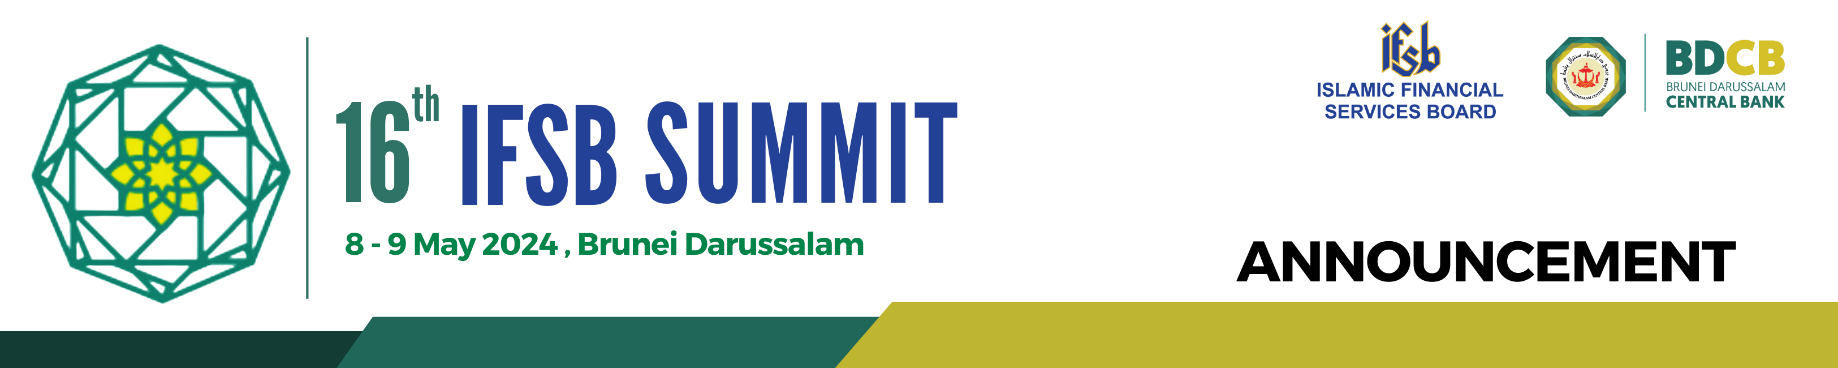 16th IFSB SUMMIT
8 - 9 May 2024 , Brunei Darussalam
ifsb
ISLAMIC FINANCIAL
SERVICES BOARD
BDCB
BRUNEI DARUSSALAM
CENTRAL BANK
ANNOUNCEMENT